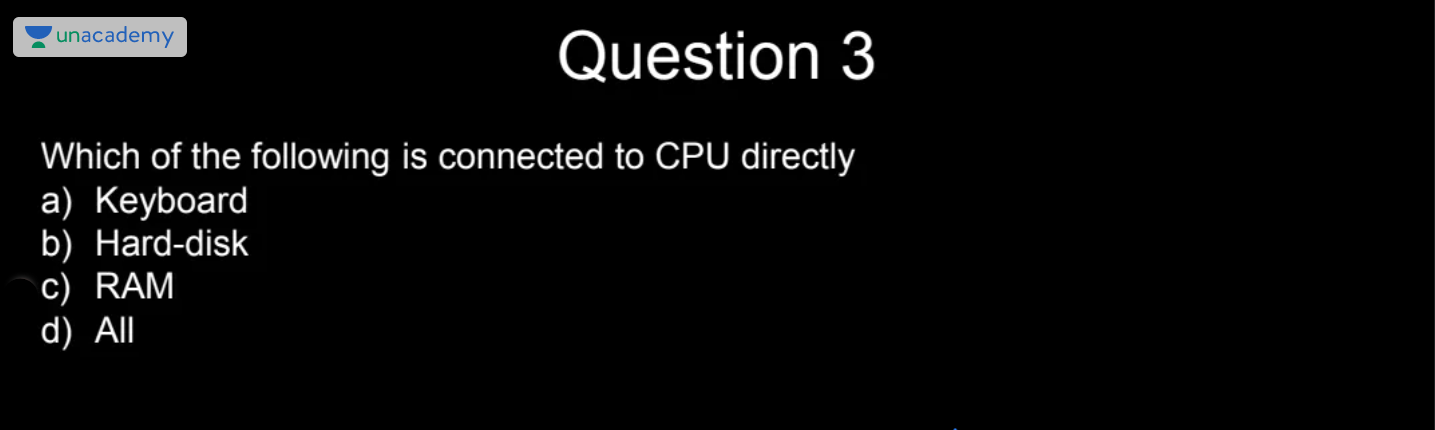 unacademy
Question 3
Which of the following is connected to CPU directly
a) Keyboard
b) Hard-disk
c) RAM
d) All